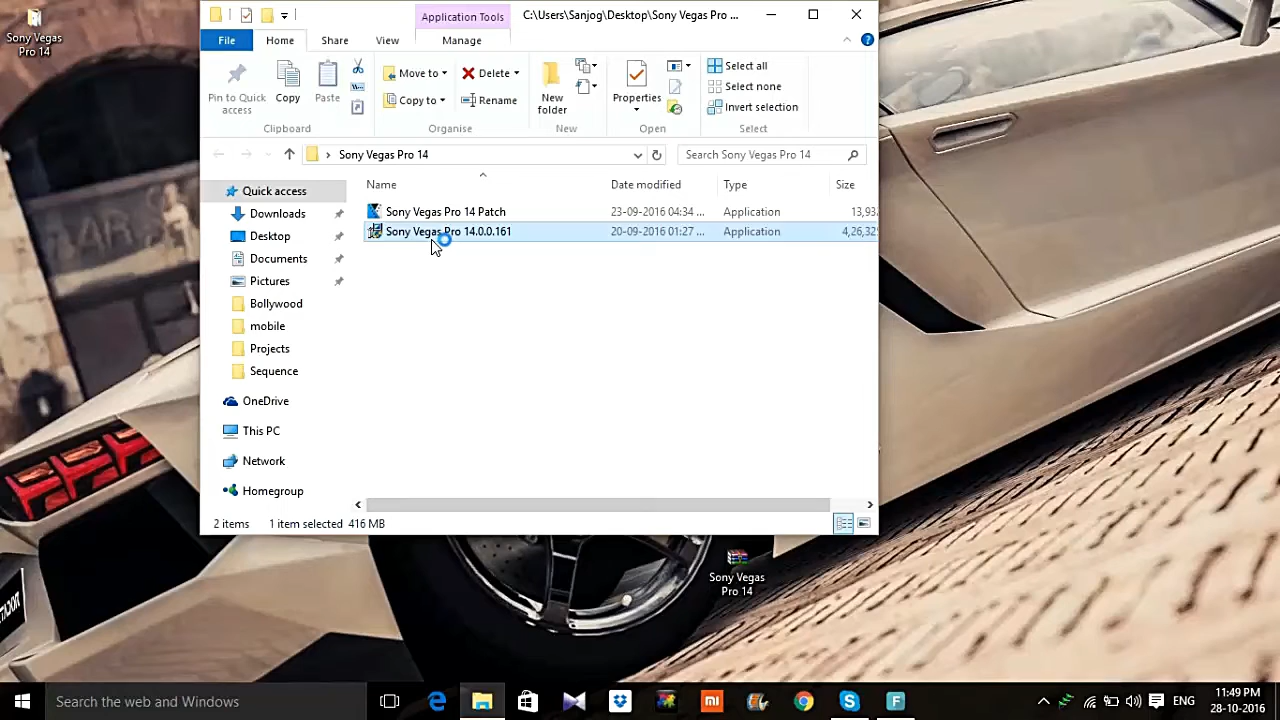 Sony Vegas
Pro 14
Application Tools
C:\Users\Sanjog\Desktop\Sony Vegas Pro ...
File
Home
Share
View
Manage
Pin to Quick
access
Copy
Paste
Move to
Copy to
Delete
Rename
New
folder
Properties
Select all
Select none
Invert selection
Clipboard
Organise
New
Open
Select
Sony Vegas Pro 14
Search Sony Vegas Pro 14
Name
Date modified
Type
Size
Sony Vegas Pro 14 Patch
23-09-2016 04:34 ...
Application
13,93
Sony Vegas Pro 14.0.0.161
20-09-2016 01:27 ...
Application
4,26,32
Quick access
Downloads
Desktop
Documents
Pictures
Bollywood
mobile
Projects
Sequence
OneDrive
This PC
Network
Homegroup
2 items
1 item selected 416 MB
Sony Vegas
Pro 14
Search the web and Windows
ENG
11:49 PM
28-10-2016